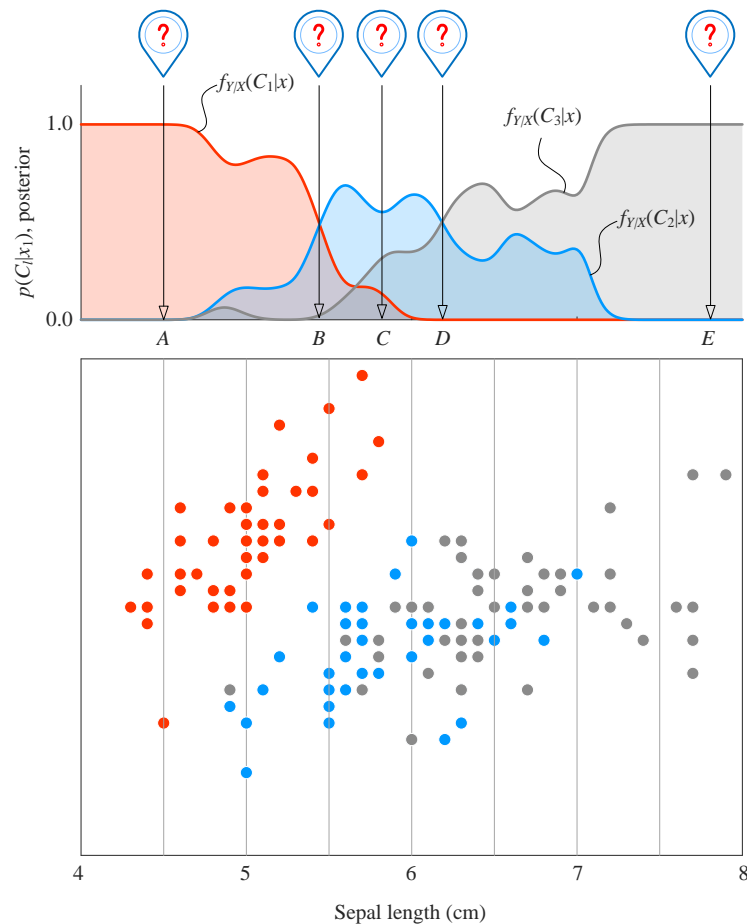 ? ? ? ? ?
f_{Y/X}(C_1|x)
1.0
f_{Y/X}(C_3|x)
p(C_l|x_1), posterior
f_{Y/X}(C_2|x)
0.0
A B C D E
4 5 6 7 8
Sepal length (cm)